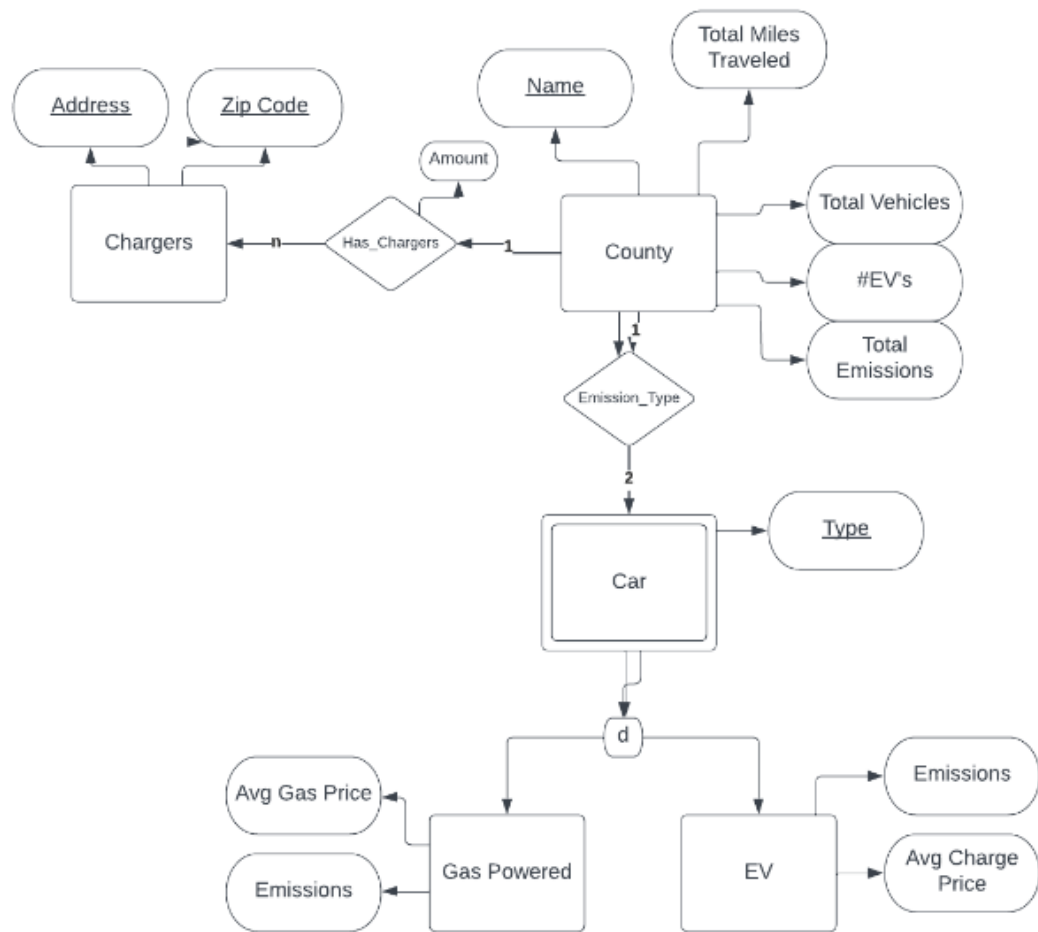 Total Miles
Traveled
Name
Address
Zip Code
Amount
Chargers
n
Has_Chargers
1
County
Total Vehicles
#EV's
Total
Emissions
1
Emission_Type
2
Car
Type
d
Avg Gas Price
Emissions
Gas Powered
EV
Emissions
Avg Charge
Price